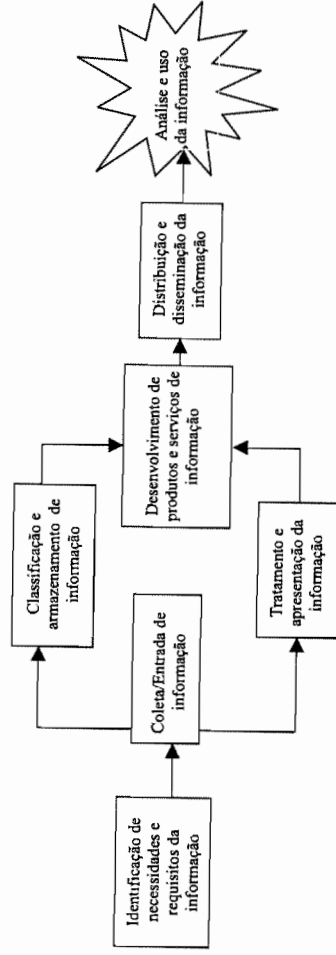 Identificação de
necessidades e
requisitos da
informação
Coleta/Entrada de
informação
Classificação e
armazenamento de
informação
Tratamento e
apresentação da
informação
Desenvolvimento de
produtos e serviços de
informação
Distribuição e
disseminação da
informação
Análise e uso
da informação